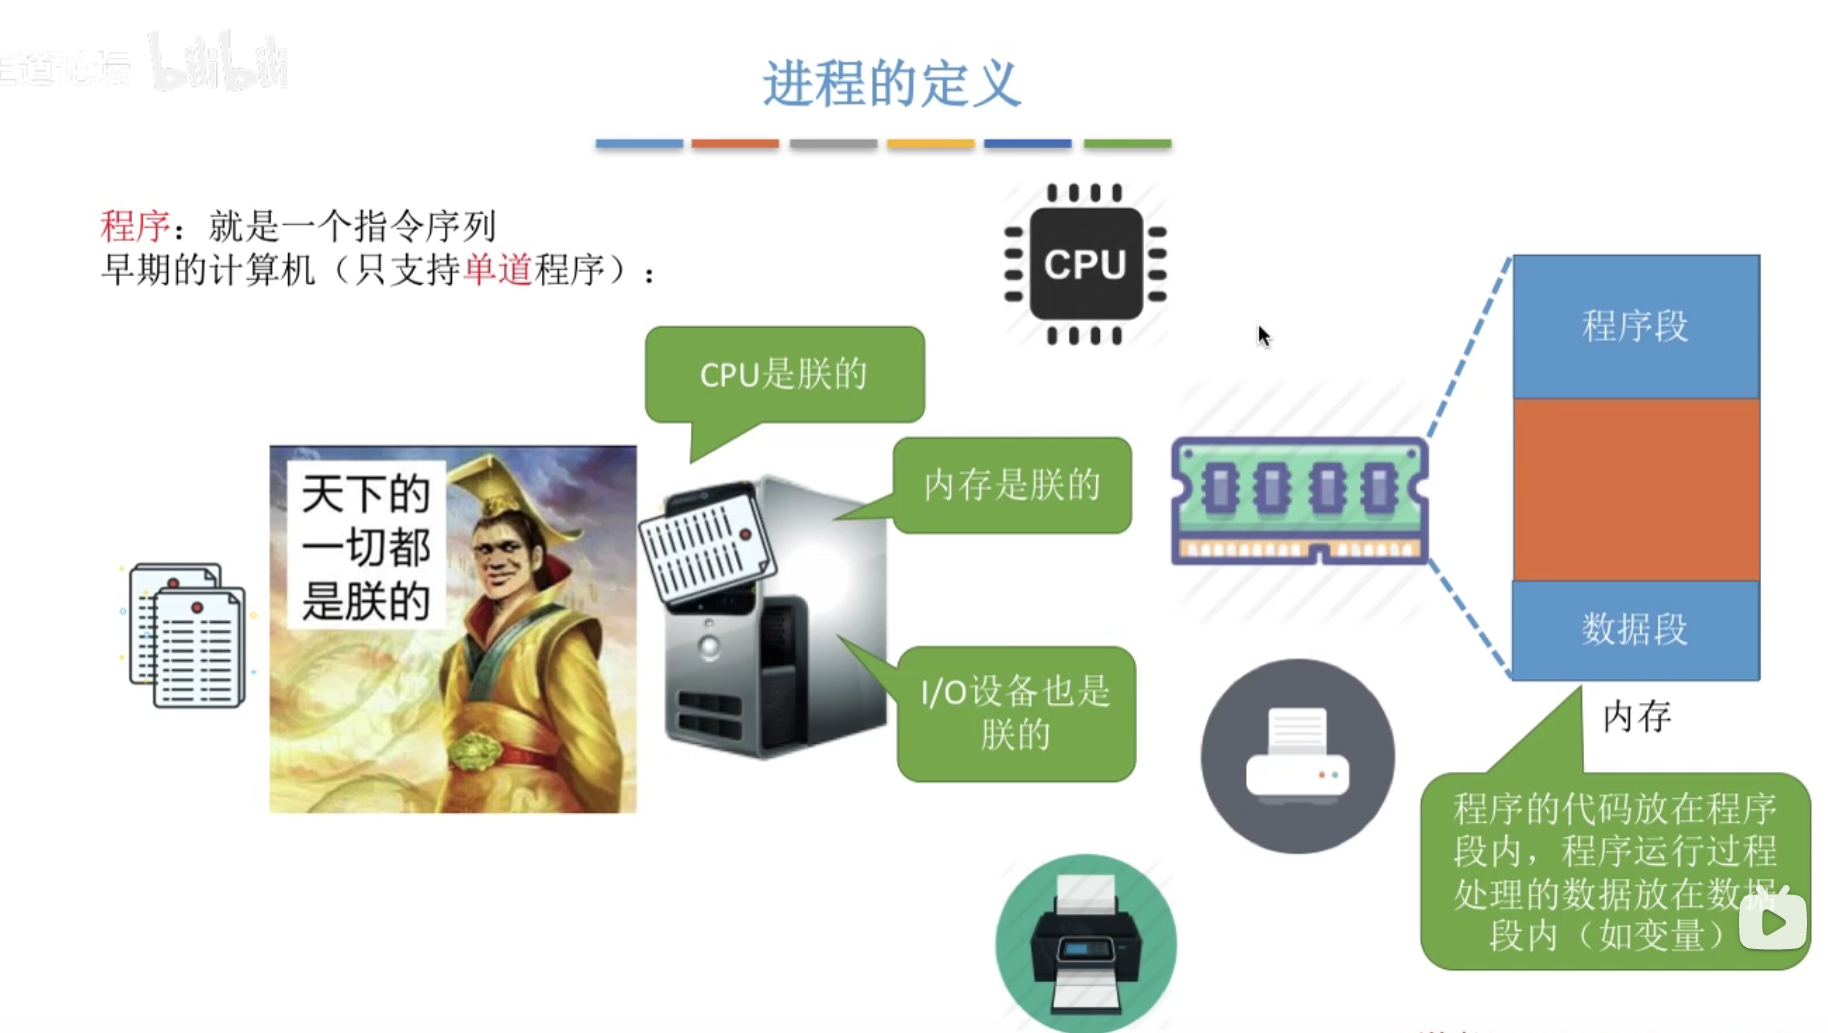 王道论坛 bilibili
进程的定义
程序：就是一个指令序列
早期的计算机（只支持单道程序）：
CPU
CPU是朕的
内存是朕的
I/O设备也是
朕的
天下的
一切都
是朕的
程序段
数据段
内存
程序的代码放在程序
段内，程序运行过程
处理的数据放在数据
段内（如变量）